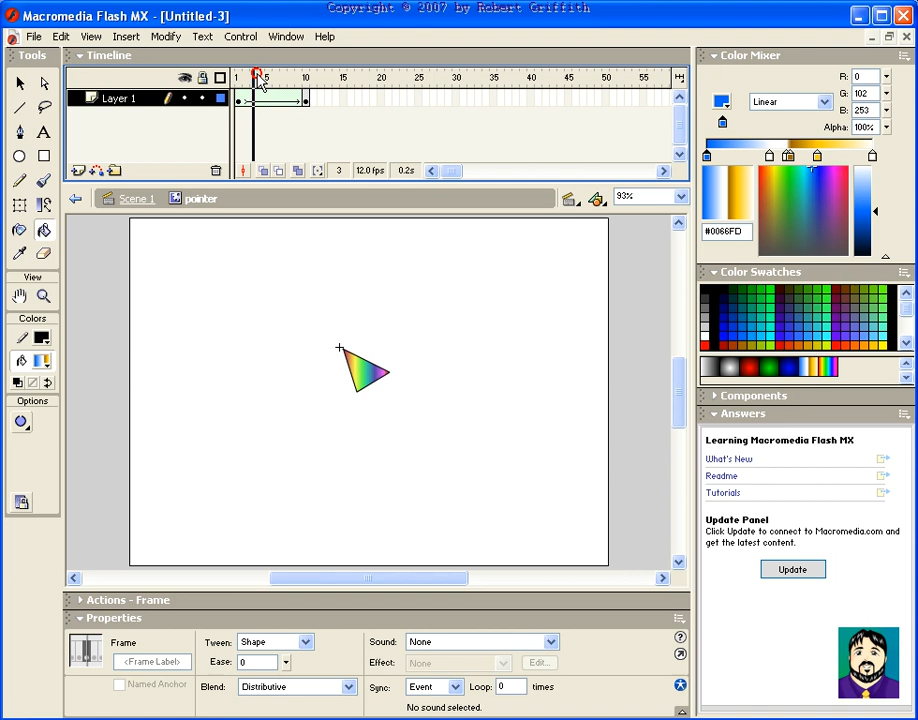 Copyright © 2007 by Robert Griffith
Macromedia Flash MX - [Untitled-3]
File Edit View Insert Modify Text Control Window Help
Tools
Timeline
1 5 10 15 20 25 30 35 40 45 50 55
Layer 1
3 12.0 fps 0.2s
Scene 1 pointer 93%
View
Colors
Options
Color Mixer
R: 0
Linear G: 102
B: 253
Alpha: 100%
#0066FD
Color Swatches
Components
Answers
Learning Macromedia Flash MX
What's New
Readme
Tutorials
Update Panel
Click Update to connect to Macromedia.com and
get the latest content.
Update
Actions - Frame
Properties
Frame Tween: Shape Sound: None
<Frame Label> Ease: 0 Effect: None Edit...
Named Anchor Blend: Distributive Sync: Event Loop: 0 times
No sound selected.